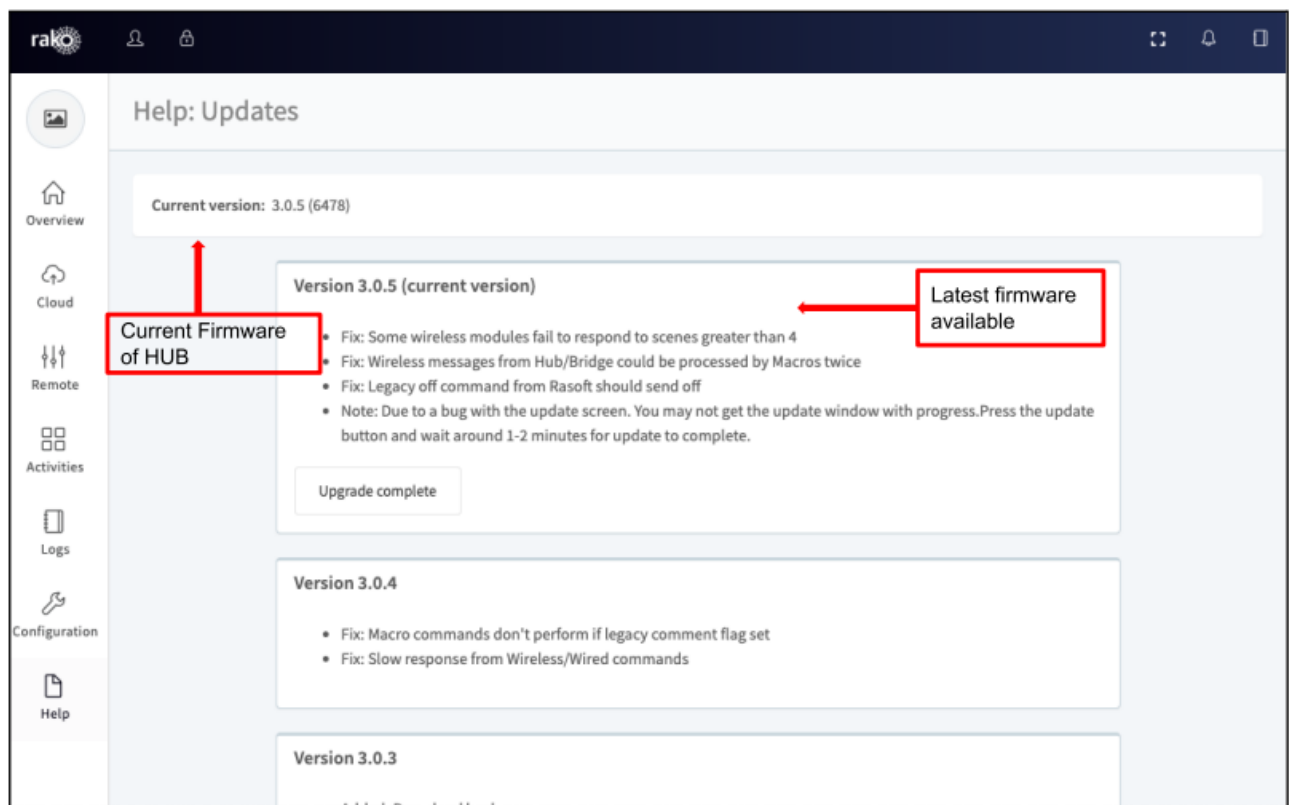 rako
Help: Updates
Overview
Current version: 3.0.5 (6478)
Cloud
Version 3.0.5 (current version)
Latest firmware
available
Current Firmware
of HUB
• Fix: Some wireless modules fail to respond to scenes greater than 4
• Fix: Wireless messages from Hub/Bridge could be processed by Macros twice
Remote
• Fix: Legacy off command from Rasoft should send off
• Note: Due to a bug with the update screen. You may not get the update window with progress.Press the update
button and wait around 1-2 minutes for update to complete.
Activities
Upgrade complete
Logs
Version 3.0.4
Configuration
• Fix: Macro commands don't perform if legacy comment flag set
• Fix: Slow response from Wireless/Wired commands
Help
Version 3.0.3